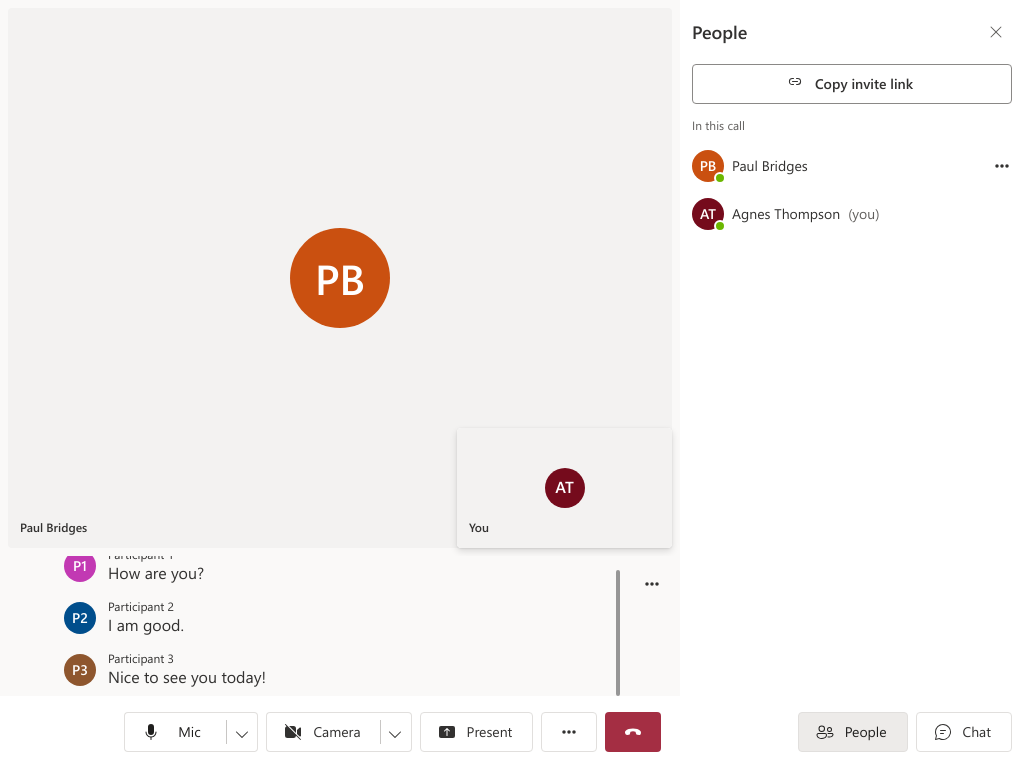 People
Copy invite link
In this call
PB
Paul Bridges
AT
Agnes Thompson (you)
PB
Paul Bridges
AT
You
P1
How are you?
P2
Participant 2
I am good.
P3
Participant 3
Nice to see you today!
Mic
Camera
Present
People
Chat